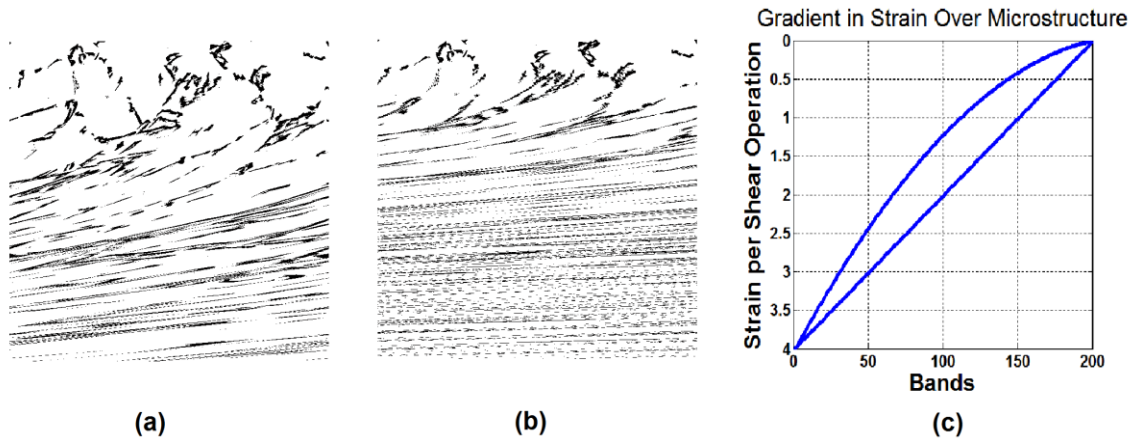 Gradient in Strain Over Microstructure
Strain per Shear Operation
0
0.5
1
1.5
2
2.5
3
3.5
4
0 50 100 150 200
Bands
(a) (b) (c)